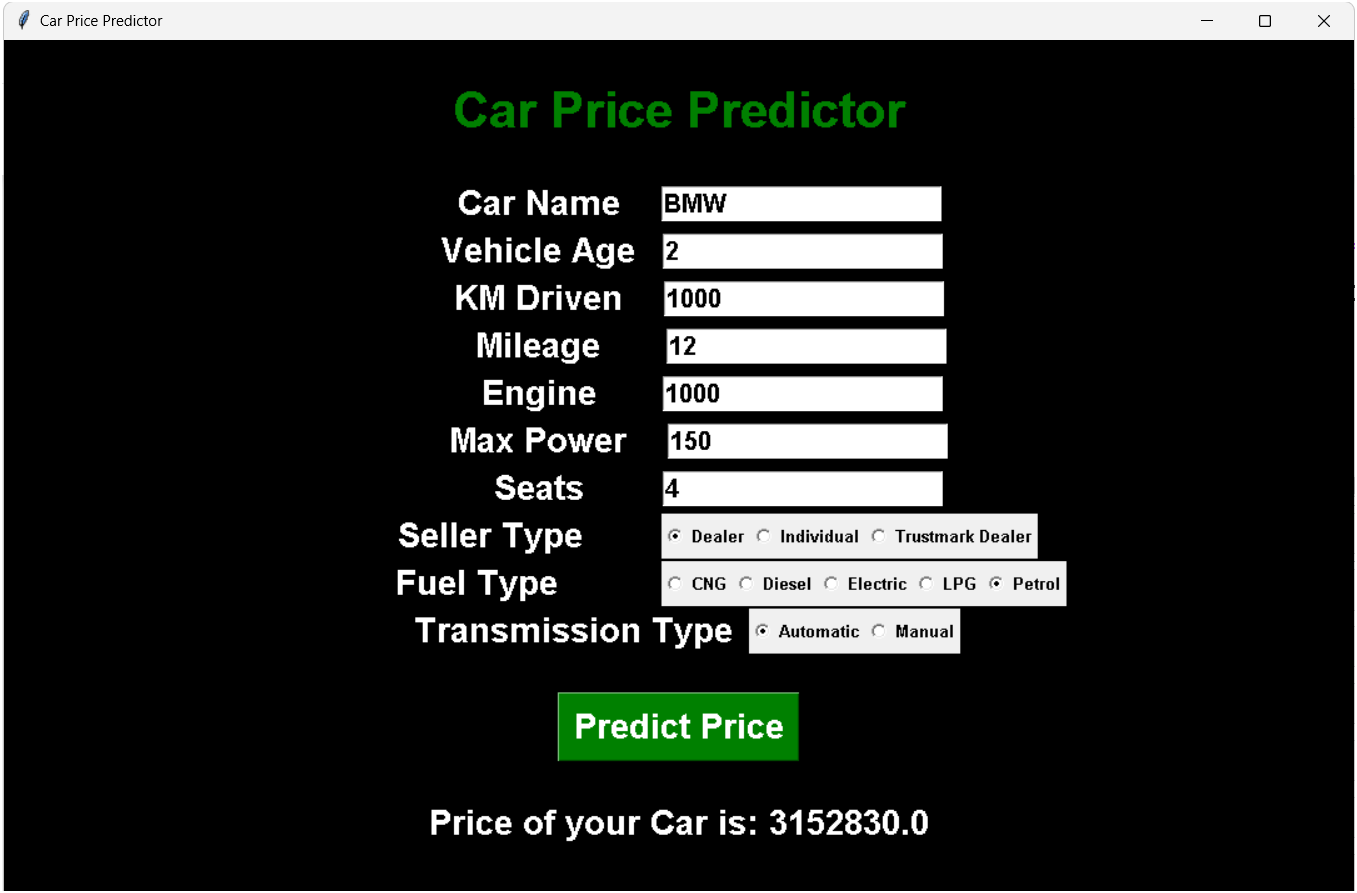 Car Price Predictor
Car Price Predictor
Car Name BMW
Vehicle Age 2
KM Driven 1000
Mileage 12
Engine 1000
Max Power 150
Seats 4
Seller Type Dealer Individual Trustmark Dealer
Fuel Type CNG Diesel Electric LPG Petrol
Transmission Type Automatic Manual
Predict Price
Price of your Car is: 3152830.0